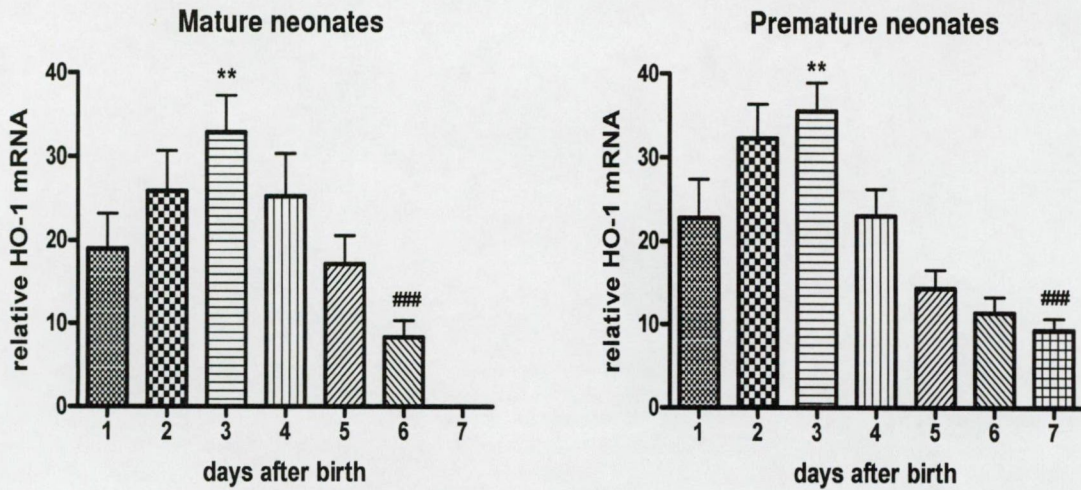 Mature neonates
relative HO-1 mRNA
40
30
20
10
0
**
###
1 2 3 4 5 6 7
days after birth
Premature neonates
relative HO-1 mRNA
40
30
20
10
0
**
###
1 2 3 4 5 6 7
days after birth